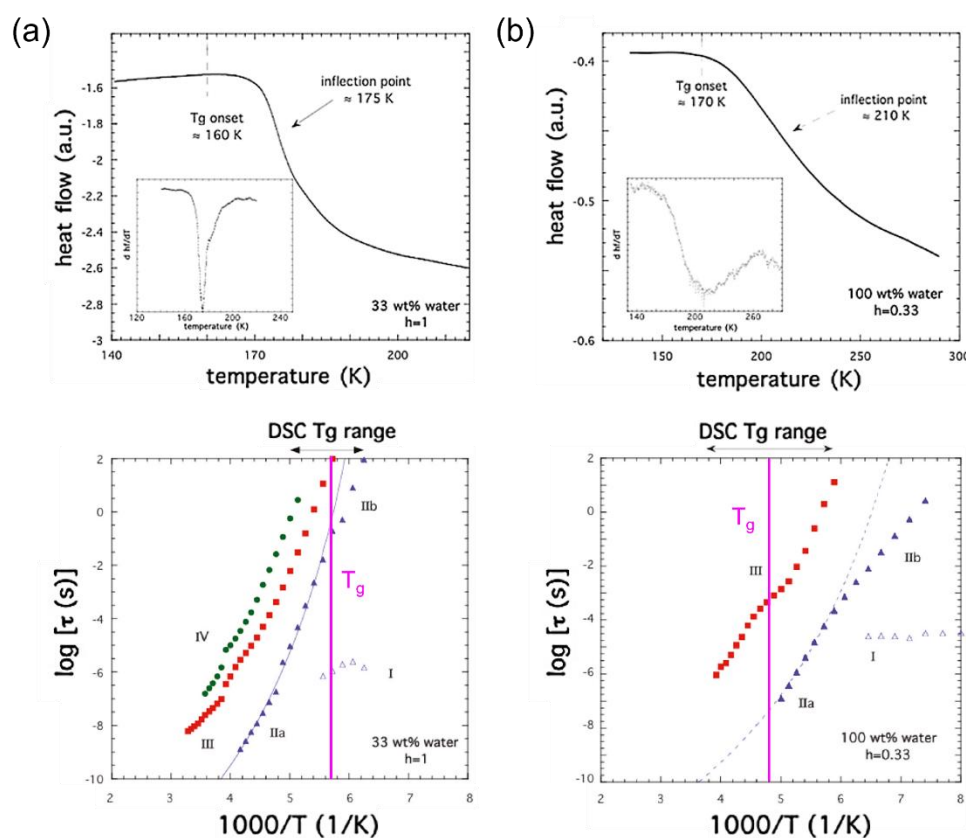 (a)
-1.4
-1.6
-1.8
-2
-2.2
-2.4
-2.6
-2.8
-3
heat flow (a.u.)
Tg onset
≈ 160 K
inflection point
≈ 175 K
d hf/dT
120 160 200 240
temperature (K)
33 wt% water
h=1
140 170 200
temperature (K)
(b)
-0.4
-0.5
-0.6
heat flow (a.u.)
Tg onset
≈ 170 K
inflection point
≈ 210 K
d hf/dT
140 200 260
temperature (K)
100 wt% water
h=0.33
150 200 250 300
temperature (K)
DSC Tg range
2
0
-2
-4
-6
-8
-10
log [τ (s)]
IIb
Tg
IV
I
III
IIa
33 wt% water
h=1
2 3 4 5 6 7 8
1000/T (1/K)
DSC Tg range
2
0
-2
-4
-6
-8
-10
log [τ (s)]
Tg
III
IIb
I
IIa
100 wt% water
h=0.33
2 3 4 5 6 7 8 9
1000/T (1/K)